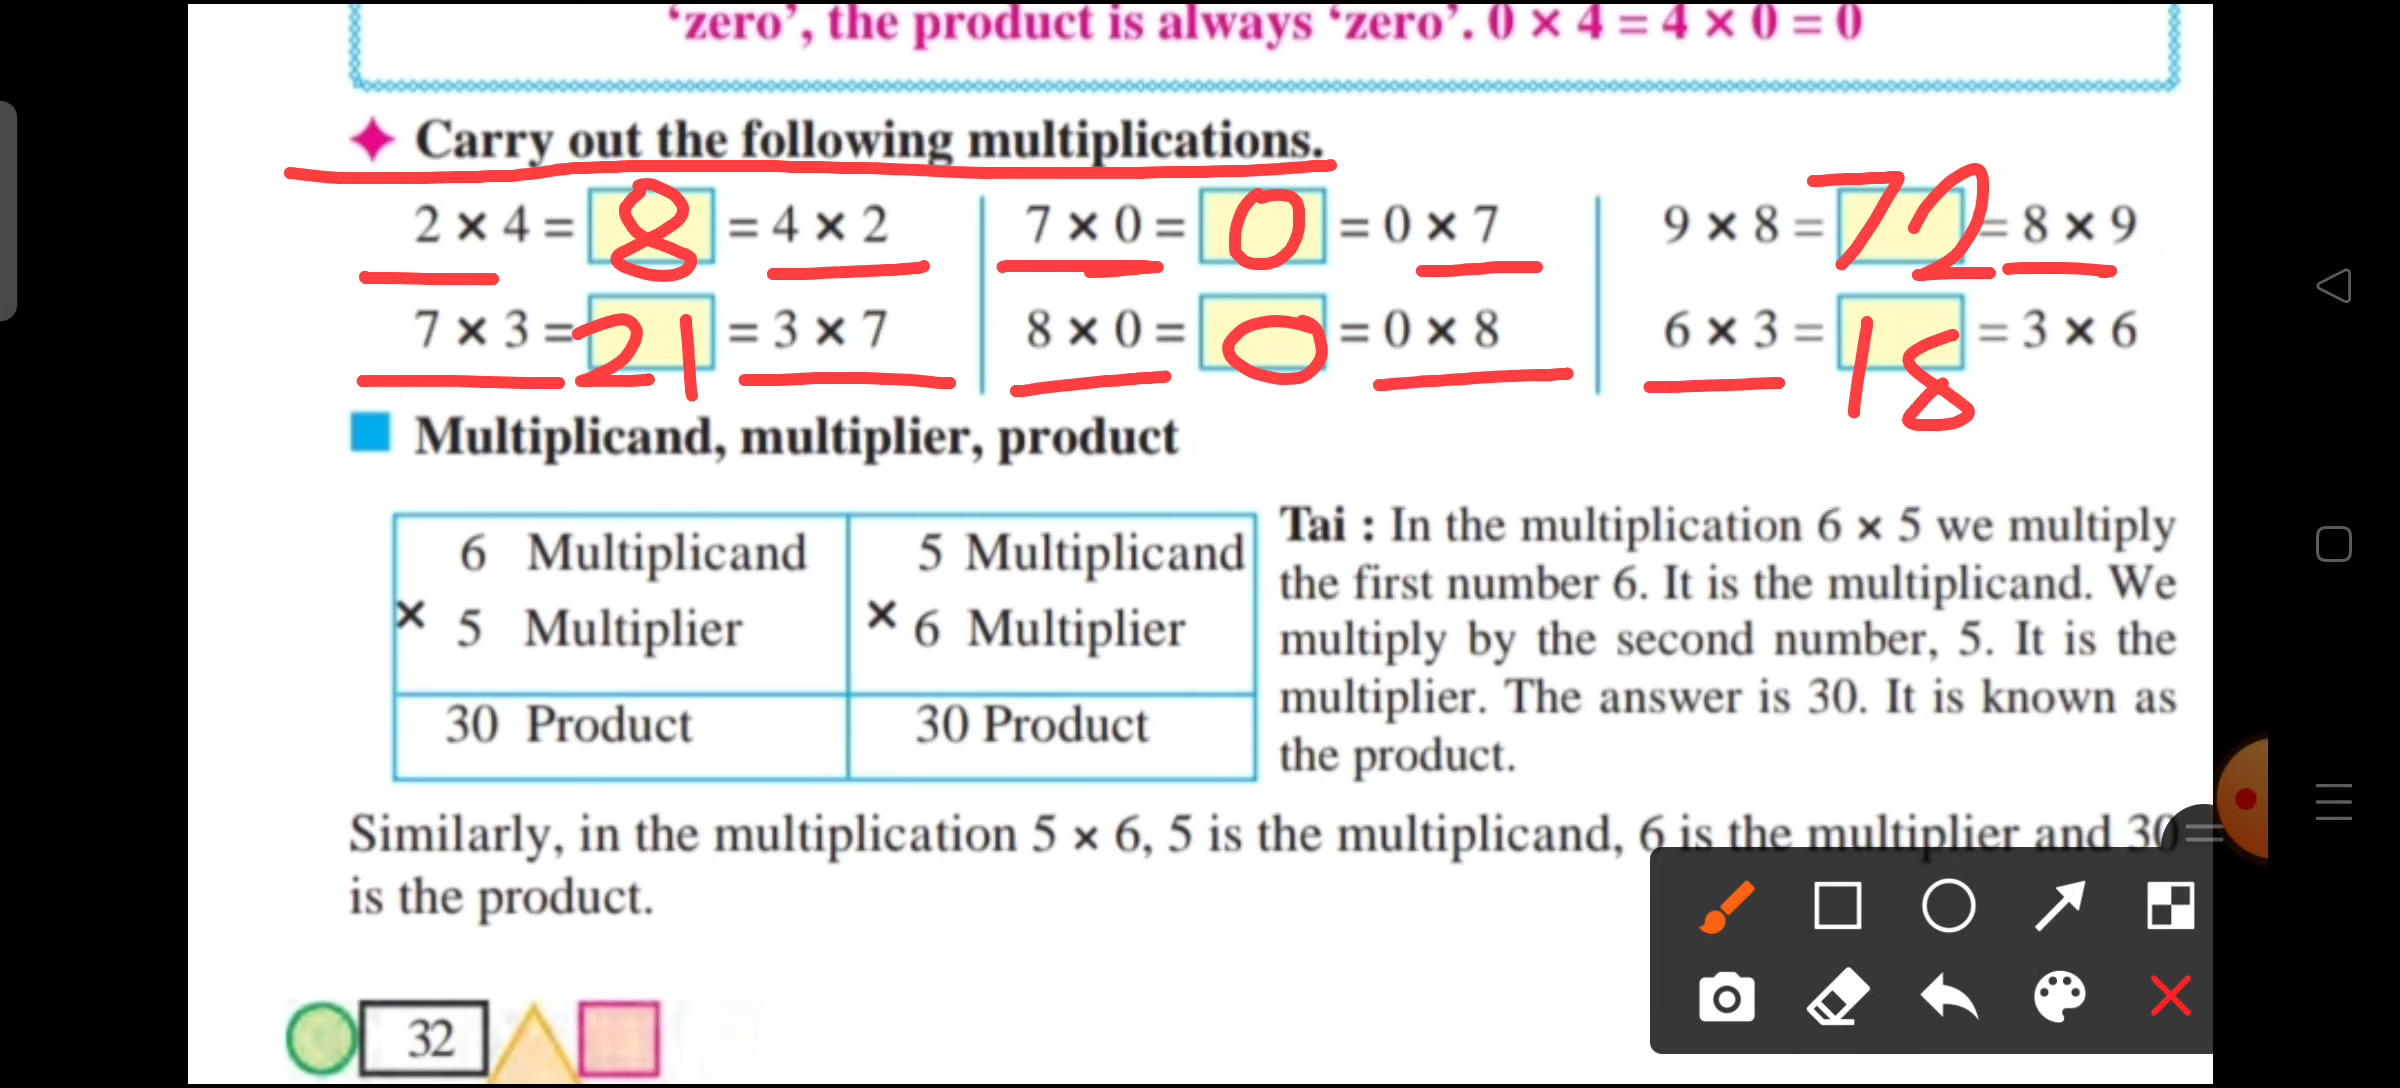 ‘zero’, the product is always ‘zero’. 0 × 4 = 4 × 0 = 0
Carry out the following multiplications.
2 × 4 = 8 = 4 × 2 7 × 0 = 0 = 0 × 7 9 × 8 = 72 = 8 × 9
7 × 3 = 21 = 3 × 7 8 × 0 = 0 = 0 × 8 6 × 3 = 18 = 3 × 6
Multiplicand, multiplier, product
6 Multiplicand
× 5 Multiplier
30 Product
5 Multiplicand
× 6 Multiplier
30 Product
Tai : In the multiplication 6 × 5 we multiply
the first number 6. It is the multiplicand. We
multiply by the second number, 5. It is the
multiplier. The answer is 30. It is known as
the product.
Similarly, in the multiplication 5 × 6, 5 is the multiplicand, 6 is the multiplier and 30
is the product.
32